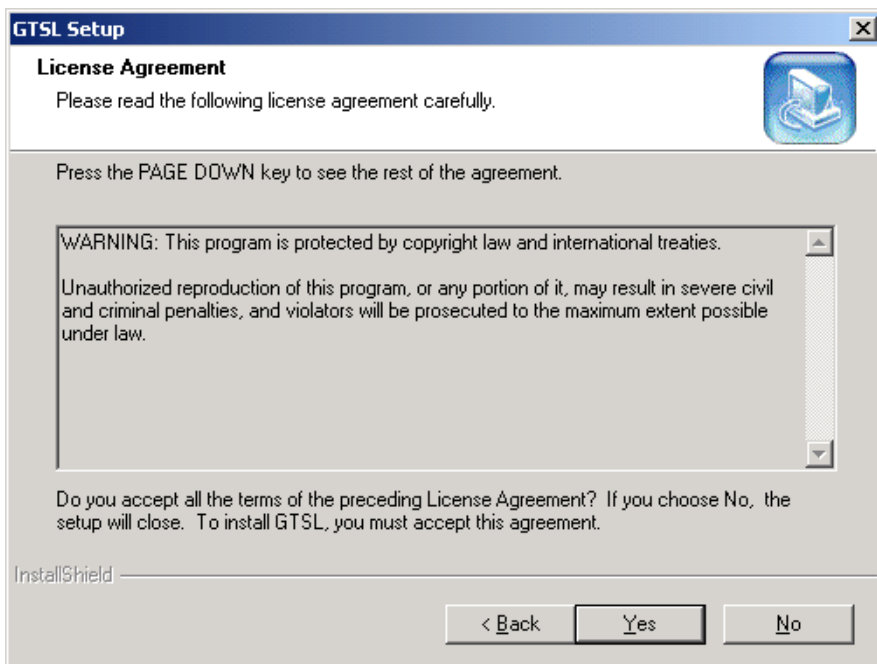 GTSL Setup
License Agreement
Please read the following license agreement carefully.
Press the PAGE DOWN key to see the rest of the agreement.
WARNING: This program is protected by copyright law and international treaties.
Unauthorized reproduction of this program, or any portion of it, may result in severe civil
and criminal penalties, and violators will be prosecuted to the maximum extent possible
under law.
Do you accept all the terms of the preceding License Agreement?  If you choose No,  the
setup will close.  To install GTSL, you must accept this agreement.
InstallShield
< Back
Yes
No